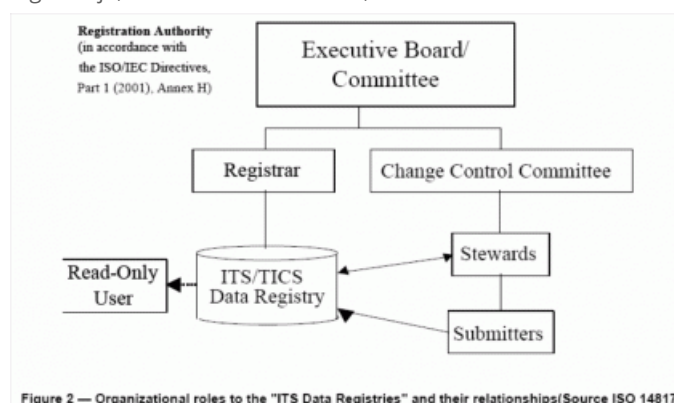 Registration Authority
(in accordance with
the ISO/IEC Directives,
Part 1 (2001), Annex H)
Executive Board/
Committee
Registrar
Change Control Committee
Read-Only
User
ITS/TICS
Data Registry
Stewards
Submitters
Figure 2 — Organizational roles to the "ITS Data Registries" and their relationships(Source ISO 14817